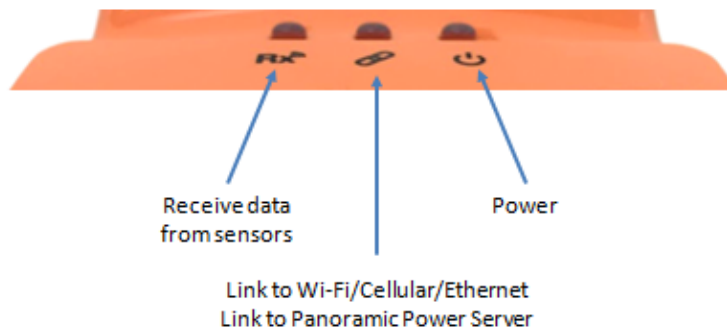 Rx
Receive data
from sensors
Power
Link to Wi-Fi/Cellular/Ethernet
Link to Panoramic Power Server